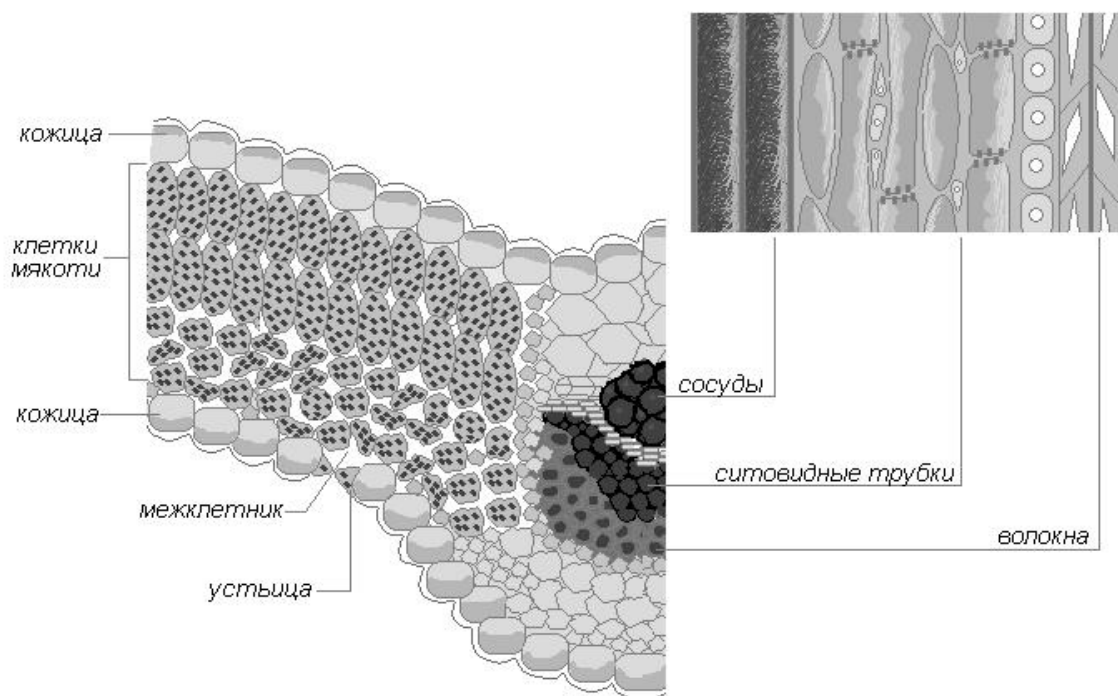 кожица
клетки
мякоти
кожица
межклетник
устьица
сосуды
ситовидные трубки
волокна